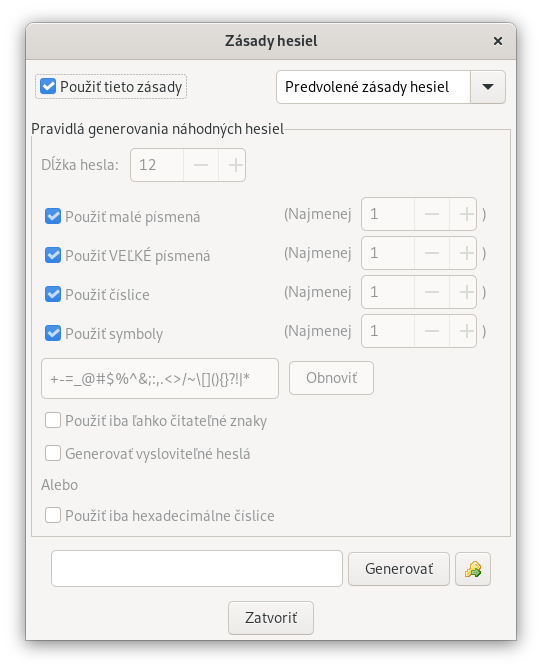 Zásady hesiel
Použiť tieto zásady Predvolené zásady hesiel
Pravidlá generovania náhodných hesiel
Dĺžka hesla: 12
Použiť malé písmená (Najmenej 1 )
Použiť VEĽKÉ písmená (Najmenej 1 )
Použiť číslice (Najmenej 1 )
Použiť symboly (Najmenej 1 )
+-=_@#$%^&;:,.<>/~\[](){}?!|* Obnoviť
Použiť iba ľahko čitateľné znaky
Generovať vysloviteľné heslá
Alebo
Použiť iba hexadecimálne číslice
Generovať
Zatvoriť